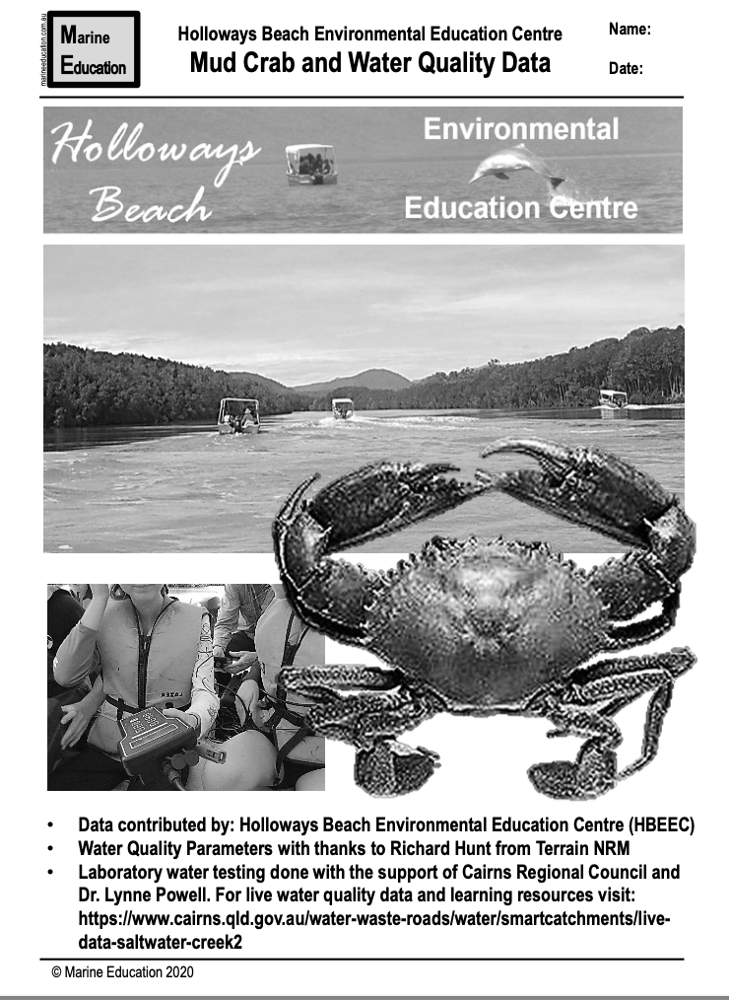 marineeducation.com.au
Marine
Education
Holloways Beach Environmental Education Centre
Mud Crab and Water Quality Data
Name:
Date:
Holloways
Beach
Environmental
Education Centre
LAZER
• Data contributed by: Holloways Beach Environmental Education Centre (HBEEC)
• Water Quality Parameters with thanks to Richard Hunt from Terrain NRM
• Laboratory water testing done with the support of Cairns Regional Council and
Dr. Lynne Powell. For live water quality data and learning resources visit:
https://www.cairns.qld.gov.au/water-waste-roads/water/smartcatchments/live-
data-saltwater-creek2
© Marine Education 2020